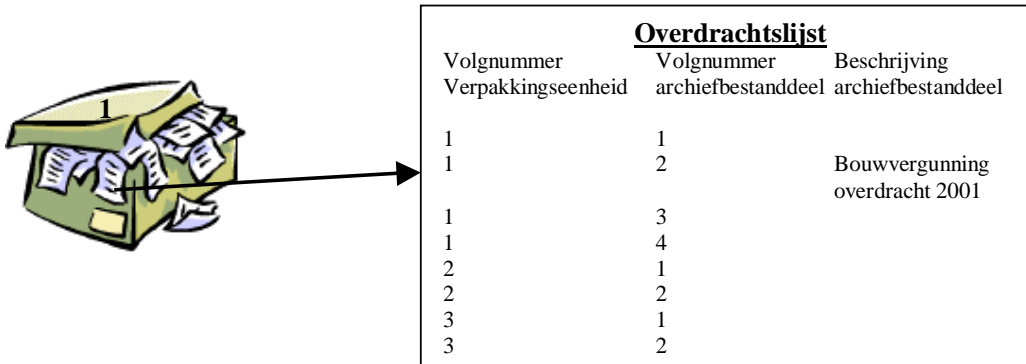 Overdrachtslijst
Volgnummer Volgnummer Beschrijving
Verpakkingseenheid archiefbestanddeel archiefbestanddeel
1
1 1
1 2 Bouwvergunning
overdracht 2001
1 3
1 4
2 1
2 2
3 1
3 2